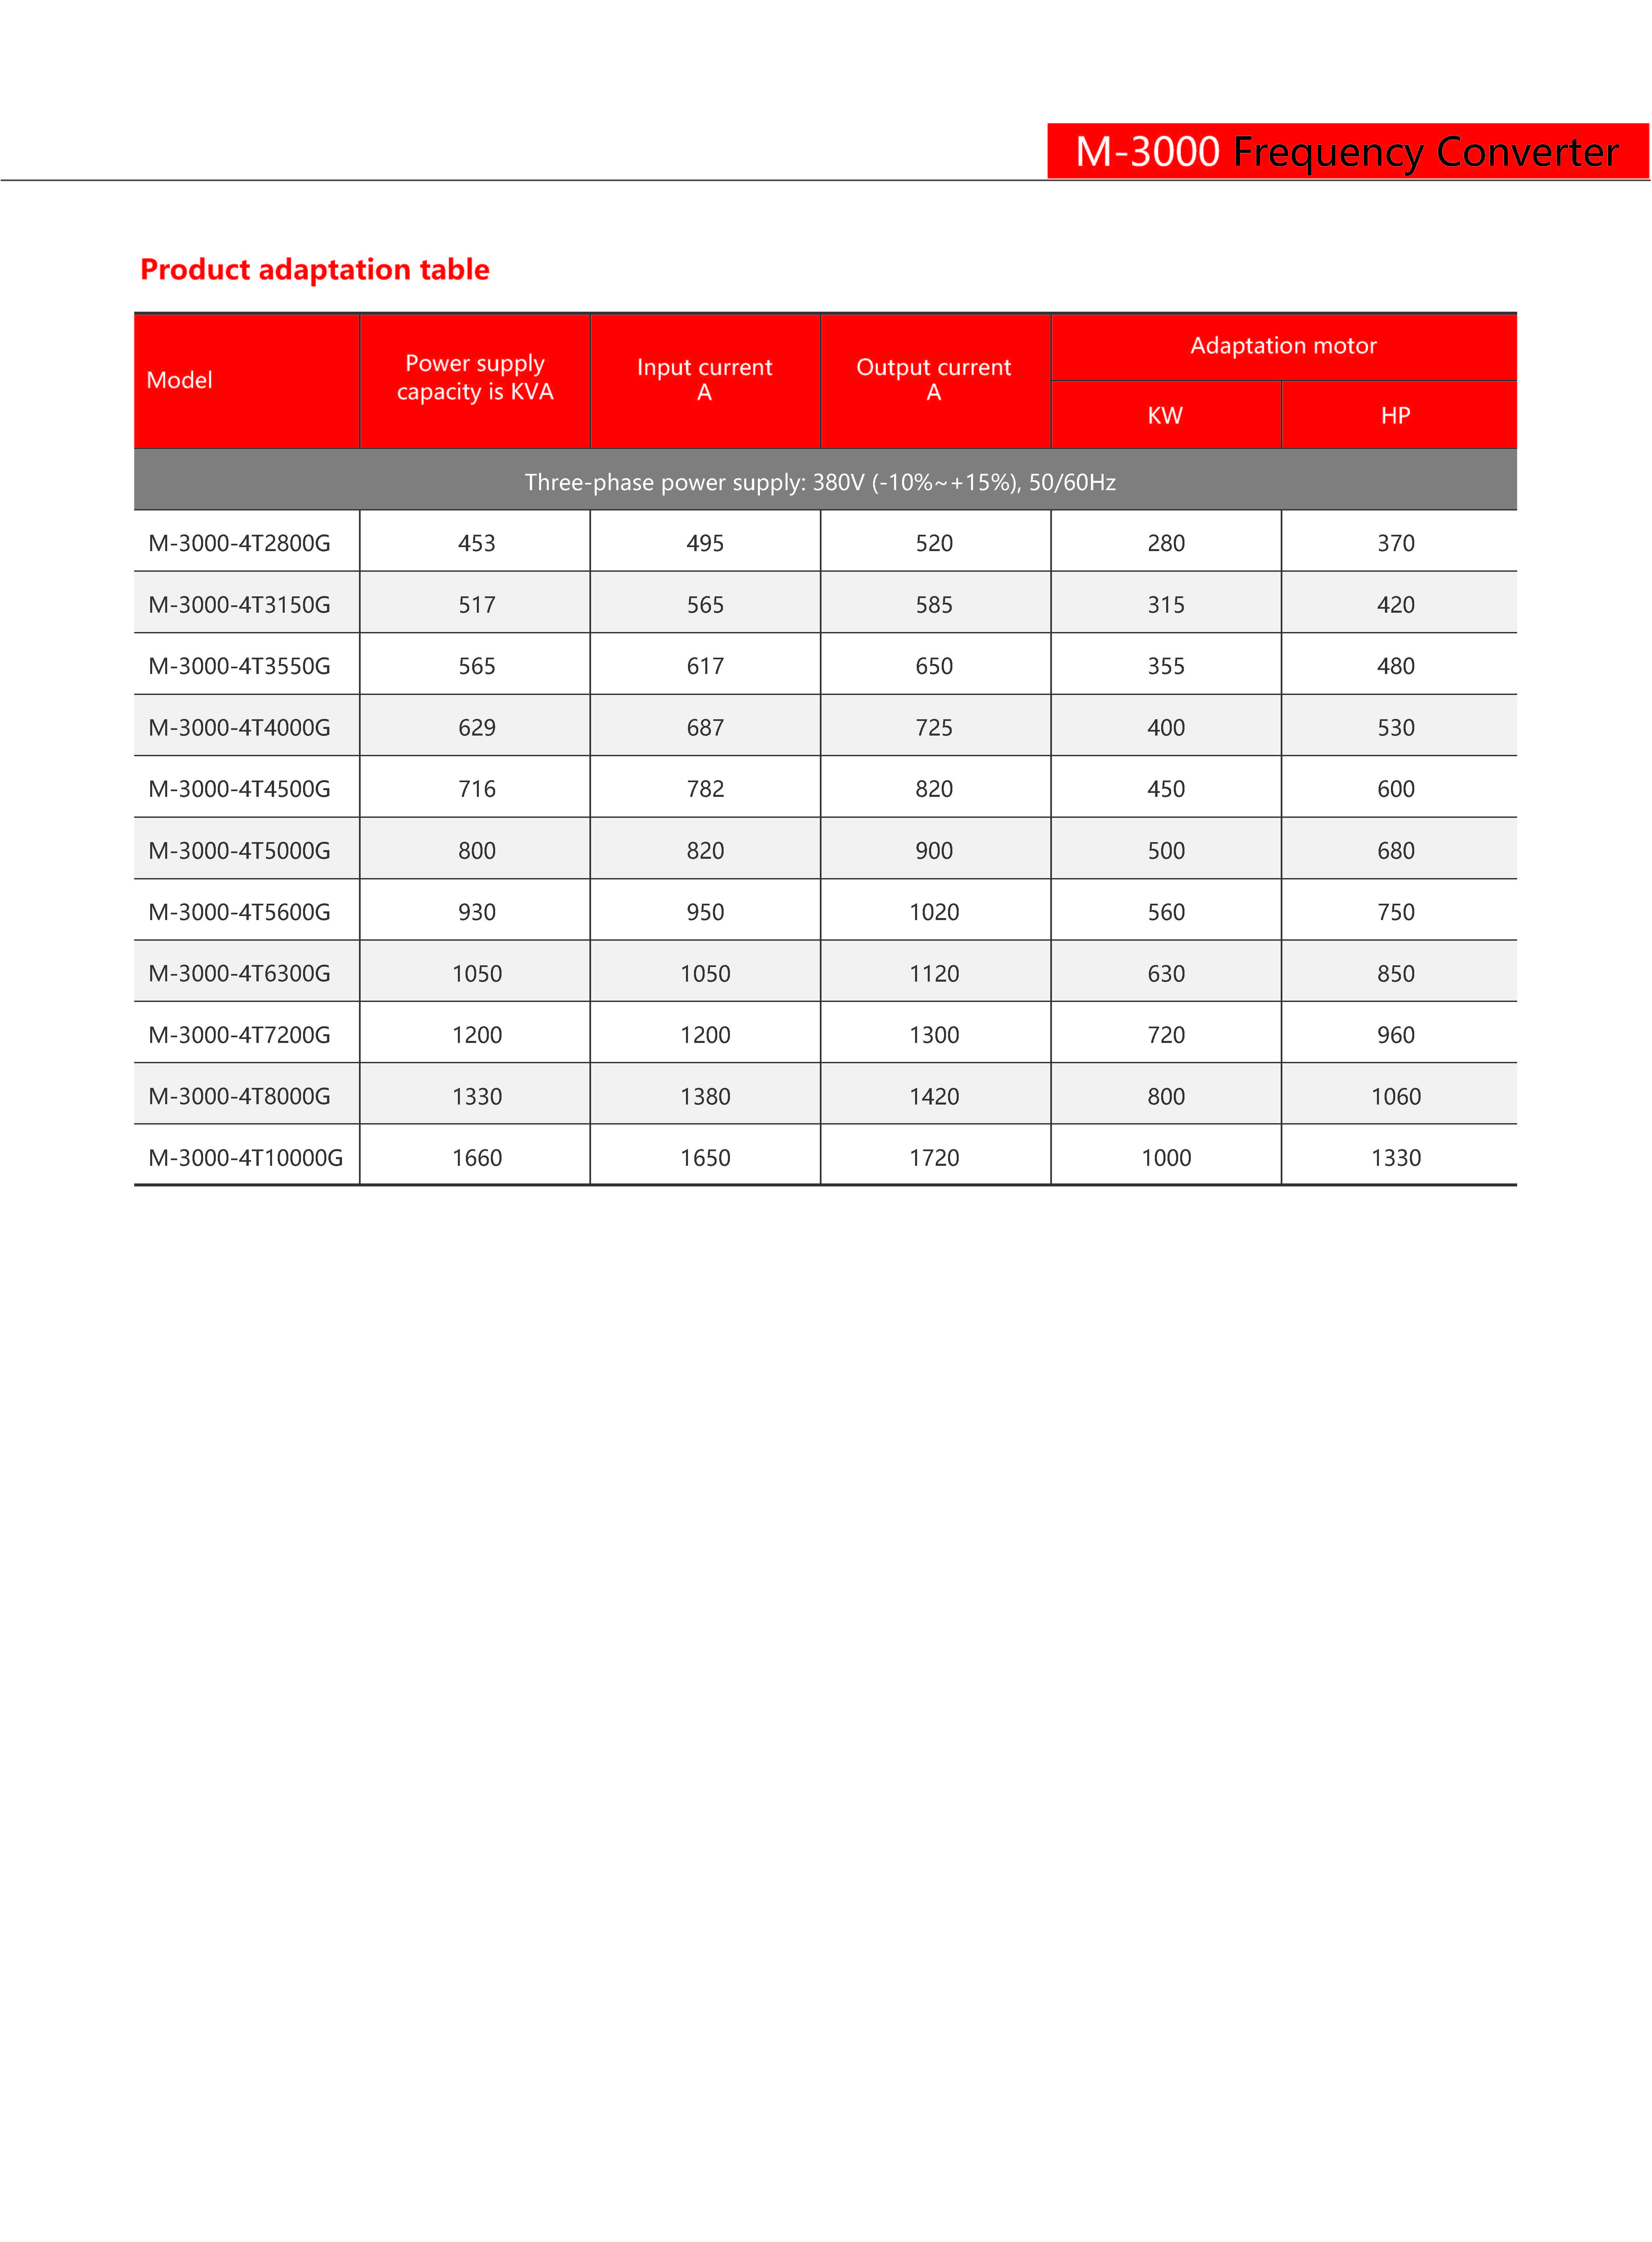 M-3000 Frequency Converter
Product adaptation table
Model
Power supply
capacity is KVA
Input current
A
Output current
A
Adaptation motor
KW HP
Three-phase power supply: 380V (-10%~+15%), 50/60Hz
M-3000-4T2800G 453 495 520 280 370
M-3000-4T3150G 517 565 585 315 420
M-3000-4T3550G 565 617 650 355 480
M-3000-4T4000G 629 687 725 400 530
M-3000-4T4500G 716 782 820 450 600
M-3000-4T5000G 800 820 900 500 680
M-3000-4T5600G 930 950 1020 560 750
M-3000-4T6300G 1050 1050 1120 630 850
M-3000-4T7200G 1200 1200 1300 720 960
M-3000-4T8000G 1330 1380 1420 800 1060
M-3000-4T10000G 1660 1650 1720 1000 1330